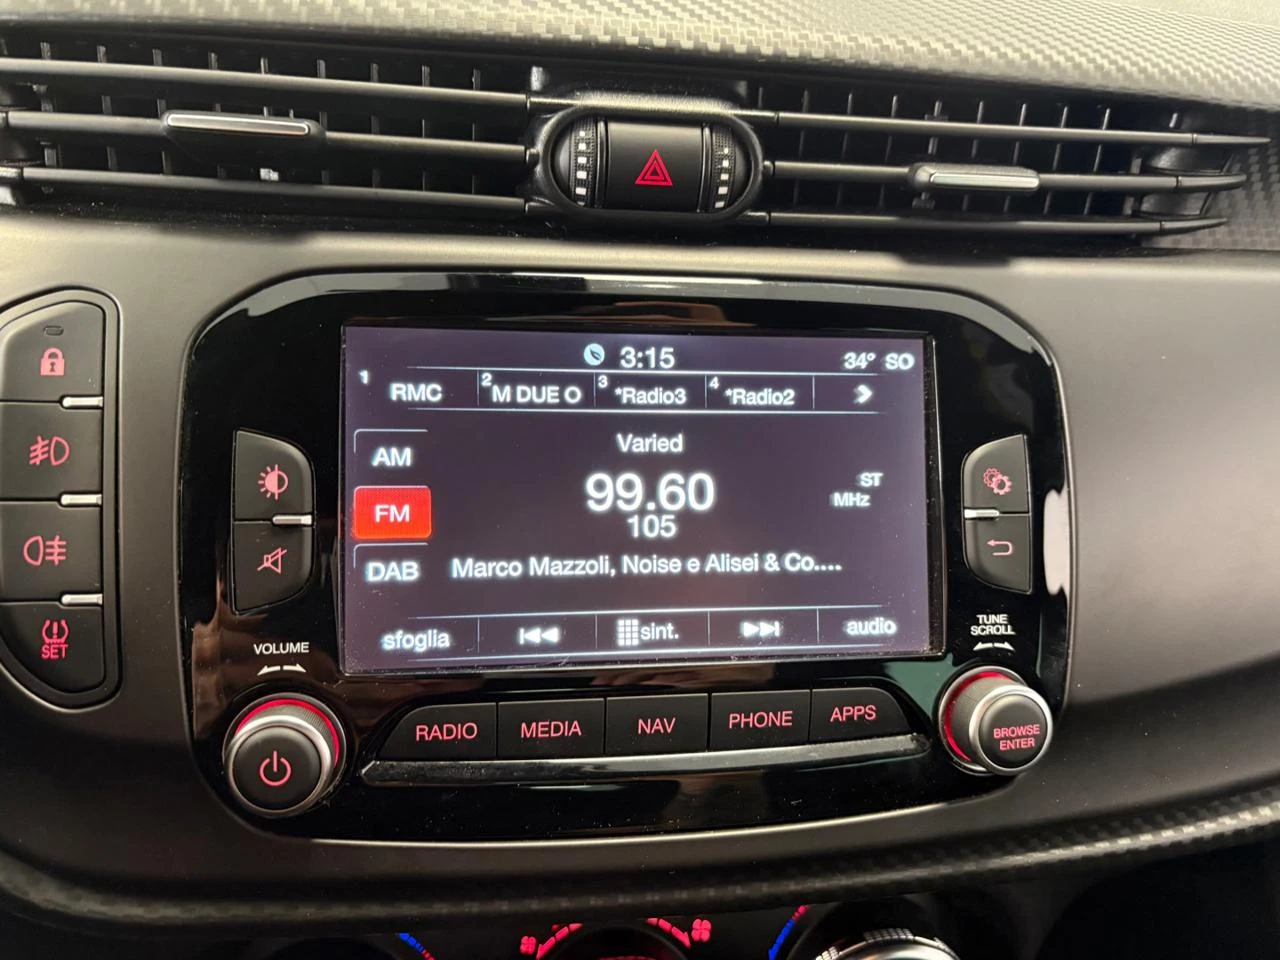 3:15
34° SO
1 RMC 2 M DUE O 3 *Radio3 4 *Radio2
Varied
AM
99.60
ST
MHz
FM
105
DAB
Marco Mazzoli, Noise e Alisei & Co....
sfoglia sint. audio
VOLUME
TUNE
SCROLL
RADIO MEDIA NAV PHONE APPS
BROWSE
ENTER
SET